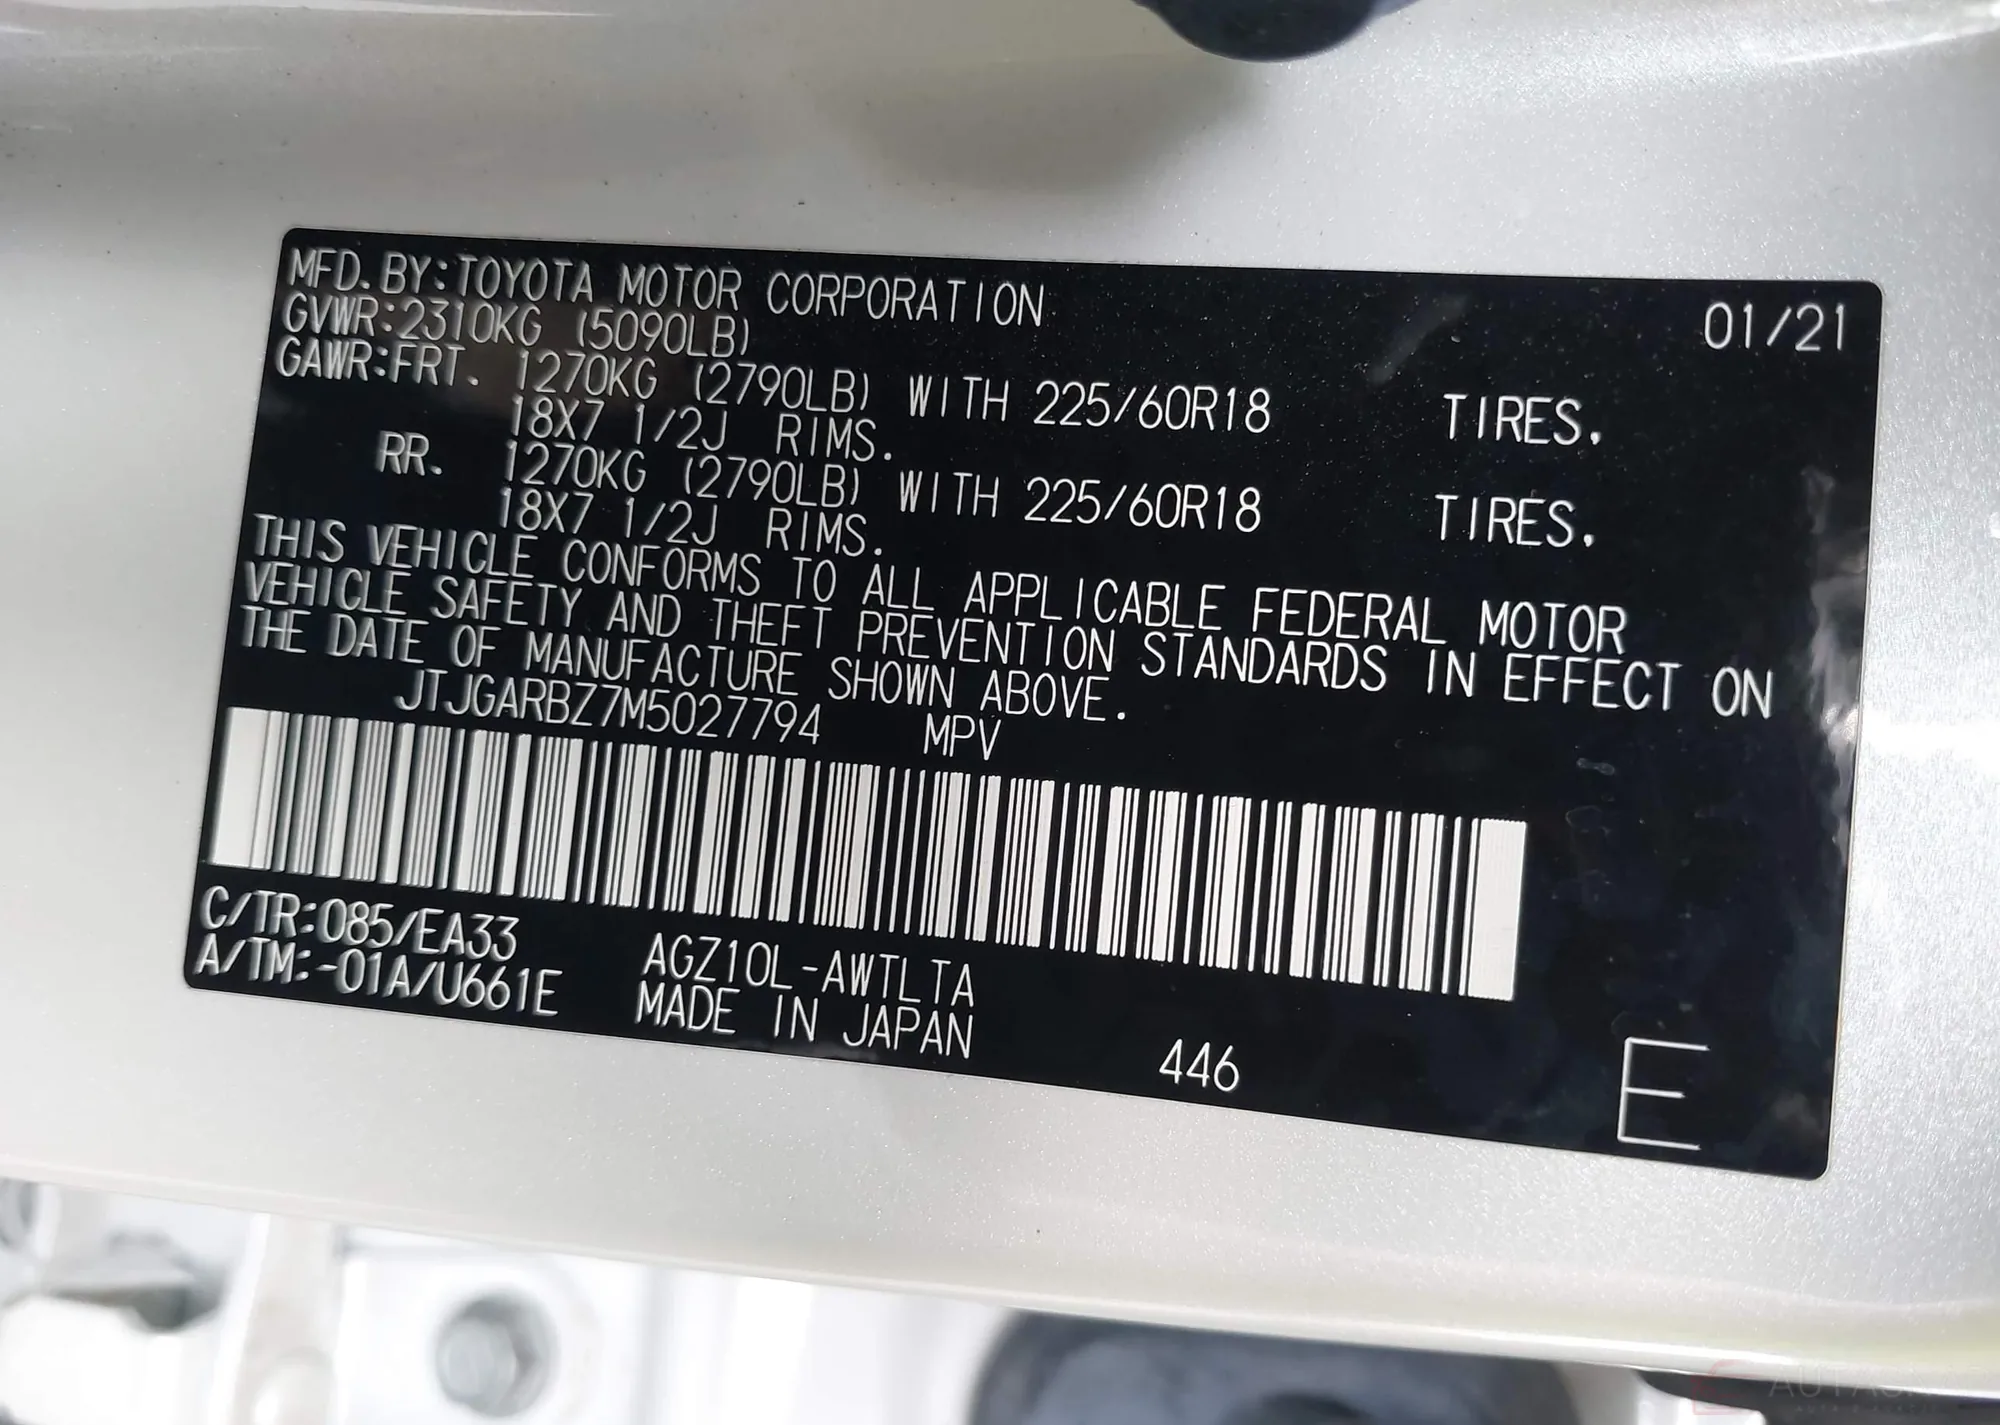 MFD.BY:TOYOTA MOTOR CORPORATION 01/21
GVWR:2310KG (5090LB)
GAWR:FRT. 1270KG (2790LB) WITH 225/60R18 TIRES.
18X7 1/2J RIMS.
RR. 1270KG (2790LB) WITH 225/60R18 TIRES.
18X7 1/2J RIMS.
THIS VEHICLE CONFORMS TO ALL APPLICABLE FEDERAL MOTOR
VEHICLE SAFETY AND THEFT PREVENTION STANDARDS IN EFFECT ON
THE DATE OF MANUFACTURE SHOWN ABOVE.
JTJGARBZ7M5027794 MPV
C/TR:085/EA33 AGZ10L-AWTLTA
A/TM:-01A/U661E MADE IN JAPAN 446 E